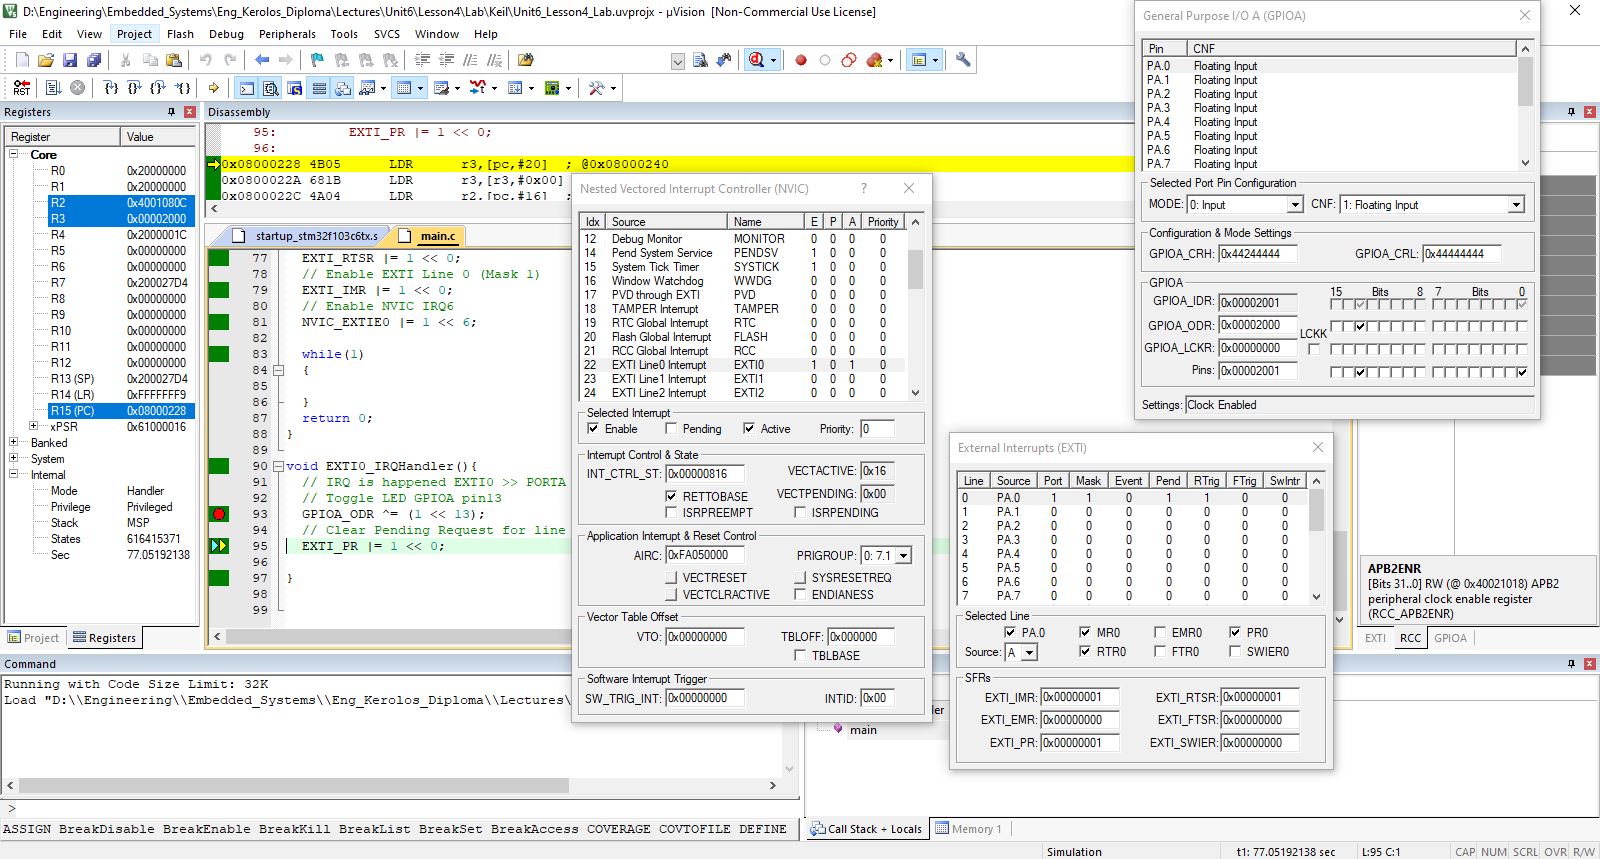 D:\Engineering\Embedded_Systems\Eng_Kerolos_Diploma\Lectures\Unit6\Lesson4\Lab\Keil\Unit6_Lesson4_Lab.uvprojx - µVision [Non-Commercial Use License]
File Edit View Project Flash Debug Peripherals Tools SVCS Window Help
Registers
Register Value
Core
R0 0x20000000
R1 0x20000000
R2 0x4001080C
R3 0x00002000
R4 0x2000001C
R5 0x00000000
R6 0x00000000
R7 0x200027D4
R8 0x00000000
R9 0x00000000
R10 0x00000000
R11 0x00000000
R12 0x00000000
R13 (SP) 0x200027D4
R14 (LR) 0xFFFFFFF9
R15 (PC) 0x08000228
xPSR 0x61000016
Banked
System
Internal
Mode Handler
Privilege Privileged
Stack MSP
States 616415371
Sec 77.05192138
Project Registers
Disassembly
95: EXTI_PR |= 1 << 0;
96:
0x08000228 4B05 LDR r3,[pc,#20] ; @0x08000240
0x0800022A 681B LDR r3,[r3,#0x00]
0x0800022C 4A04 LDR r2,[pc,#16] ;
startup_stm32f103c6tx.s main.c
77 EXTI_RTSR |= 1 << 0;
78 // Enable EXTI Line 0 (Mask 1)
79 EXTI_IMR |= 1 << 0;
80 // Enable NVIC IRQ6
81 NVIC_EXTIE0 |= 1 << 6;
82
83 while(1)
84 {
85
86 }
87 return 0;
88 }
89
90 void EXTI0_IRQHandler(){
91 // IRQ is happened EXTI0 >> PORTA
92 // Toggle LED GPIOA pin13
93 GPIOA_ODR ^= (1 << 13);
94 // Clear Pending Request for line
95 EXTI_PR |= 1 << 0;
96
97 }
98
99
Nested Vectored Interrupt Controller (NVIC)
Idx Source Name E P A Priority
12 Debug Monitor MONITOR 0 0 0 0
14 Pend System Service PENDSV 1 0 0 0
15 System Tick Timer SYSTICK 1 0 0 0
16 Window Watchdog WWDG 0 0 0 0
17 PVD through EXTI PVD 0 0 0 0
18 TAMPER Interrupt TAMPER 0 0 0 0
19 RTC Global Interrupt RTC 0 0 0 0
20 Flash Global Interrupt FLASH 0 0 0 0
21 RCC Global Interrupt RCC 0 0 0 0
22 EXTI Line0 Interrupt EXTI0 1 0 1 0
23 EXTI Line1 Interrupt EXTI1 0 0 0 0
24 EXTI Line2 Interrupt EXTI2 0 0 0 0
Selected Interrupt
Enable Pending Active Priority: 0
Interrupt Control & State
INT_CTRL_ST: 0x00000816 VECTACTIVE: 0x16
RETTOBASE VECTPENDING: 0x00
ISRPREEMPT ISRPENDING
Application Interrupt & Reset Control
AIRC: 0xFA050000 PRIGROUP: 0: 7.1
VECTRESET SYSRESETREQ
VECTCLRACTIVE ENDIANESS
Vector Table Offset
VTO: 0x00000000 TBLOFF: 0x000000
TBLBASE
Software Interrupt Trigger
SW_TRIG_INT: 0x00000000 INTID: 0x00
General Purpose I/O A (GPIOA)
Pin CNF
PA.0 Floating Input
PA.1 Floating Input
PA.2 Floating Input
PA.3 Floating Input
PA.4 Floating Input
PA.5 Floating Input
PA.6 Floating Input
PA.7 Floating Input
Selected Port Pin Configuration
MODE: 0: Input CNF: 1: Floating Input
Configuration & Mode Settings
GPIOA_CRH: 0x44244444 GPIOA_CRL: 0x44444444
GPIOA
15 Bits 8 7 Bits 0
GPIOA_IDR: 0x00002001
GPIOA_ODR: 0x00002000
LCKK
GPIOA_LCKR: 0x00000000
Pins: 0x00002001
Settings: Clock Enabled
External Interrupts (EXTI)
Line Source Port Mask Event Pend RTrig FTrig SwIntr
0 PA.0 1 1 0 1 1 0 0
1 PA.1 0 0 0 0 0 0 0
2 PA.2 0 0 0 0 0 0 0
3 PA.3 0 0 0 0 0 0 0
4 PA.4 0 0 0 0 0 0 0
5 PA.5 0 0 0 0 0 0 0
6 PA.6 0 0 0 0 0 0 0
7 PA.7 0 0 0 0 0 0 0
Selected Line
PA.0 MR0 EMR0 PR0
Source: A RTR0 FTR0 SWIER0
SFRs
EXTI_IMR: 0x00000001 EXTI_RTSR: 0x00000001
EXTI_EMR: 0x00000000 EXTI_FTSR: 0x00000000
EXTI_PR: 0x00000001 EXTI_SWIER: 0x00000000
APB2ENR
[Bits 31..0] RW (@ 0x40021018) APB2
peripheral clock enable register
(RCC_APB2ENR)
EXTI RCC GPIOA
Command
Running with Code Size Limit: 32K
Load "D:\\Engineering\\Embedded_Systems\\Eng_Kerolos_Diploma\\Lectures\
>
ASSIGN BreakDisable BreakEnable BreakKill BreakList BreakSet BreakAccess COVERAGE COVTOFILE DEFINE
main
Call Stack + Locals Memory 1
Simulation t1: 77.05192138 sec L:95 C:1 CAP NUM SCRL OVR R/W